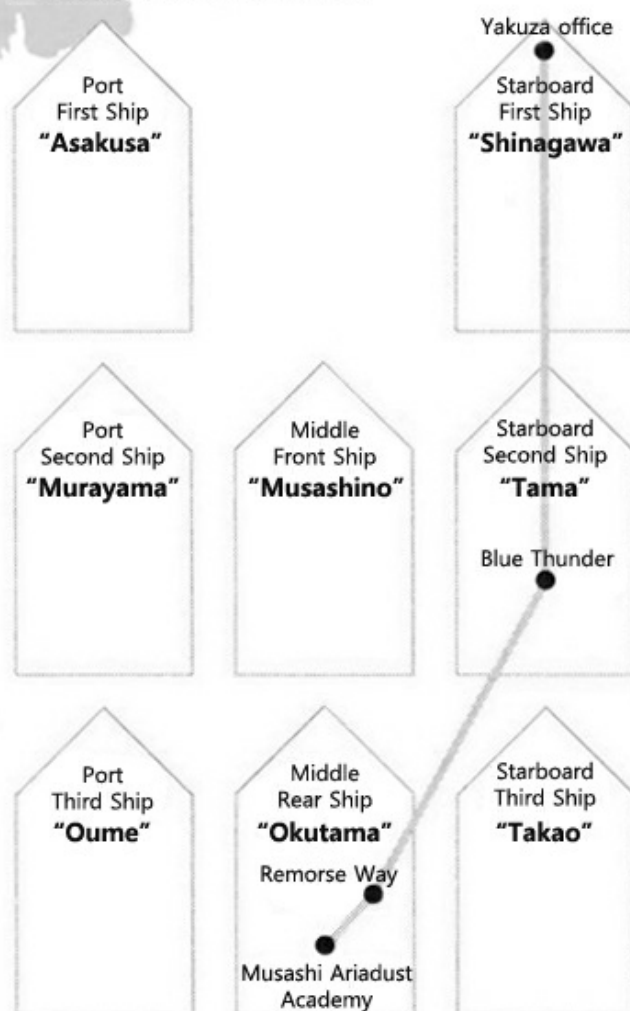 Yakuza office
Port
First Ship
“Asakusa”
Starboard
First Ship
“Shinagawa”
Port
Second Ship
“Murayama”
Middle
Front Ship
“Musashino”
Starboard
Second Ship
“Tama”
Blue Thunder
Port
Third Ship
“Oume”
Middle
Rear Ship
“Okutama”
Starboard
Third Ship
“Takao”
Remorse Way
Musashi Ariadust
Academy